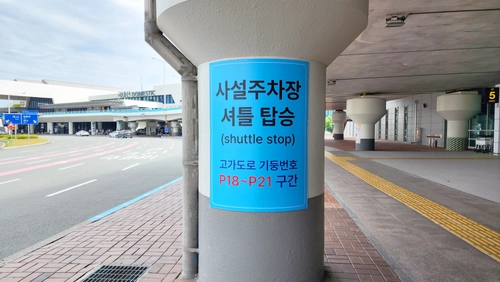 사설주차장
셔틀 탑승
(shuttle stop)
고가도로 기둥번호
P18~P21 구간
5